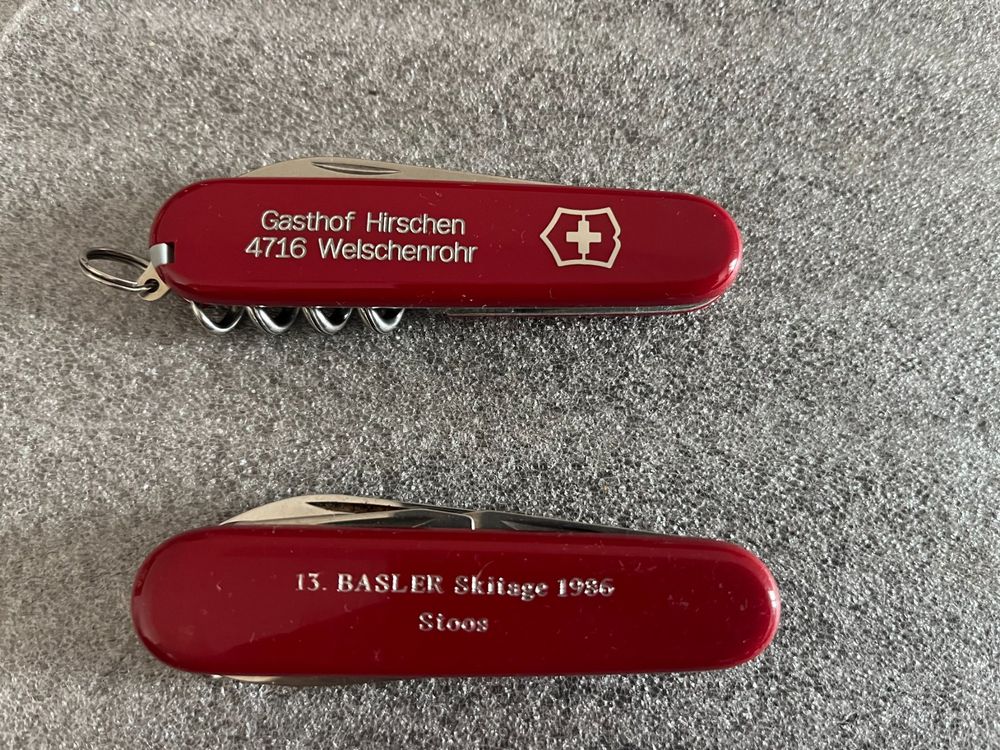 Gasthof Hirschen
4716 Welschenrohr
13. BASLER Skitage 1986
Stoos